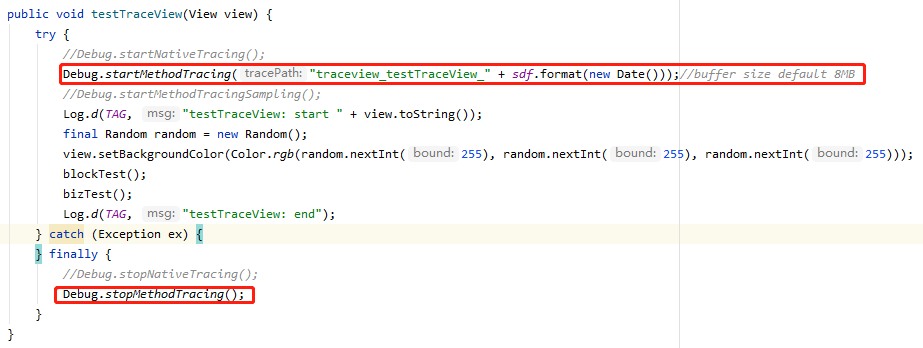 public void testTraceView(View view) {
try {
//Debug.startNativeTracing();
Debug.startMethodTracing( tracePath: "traceview_testTraceView_" + sdf.format(new Date()));//buffer size default 8MB
//Debug.startMethodTracingSampling();
Log.d(TAG, msg: "testTraceView: start " + view.toString());
final Random random = new Random();
view.setBackgroundColor(Color.rgb(random.nextInt( bound: 255), random.nextInt( bound: 255), random.nextInt( bound: 255)));
blockTest();
bizTest();
Log.d(TAG, msg: "testTraceView: end");
} catch (Exception ex) {
} finally {
//Debug.stopNativeTracing();
Debug.stopMethodTracing();
}
}